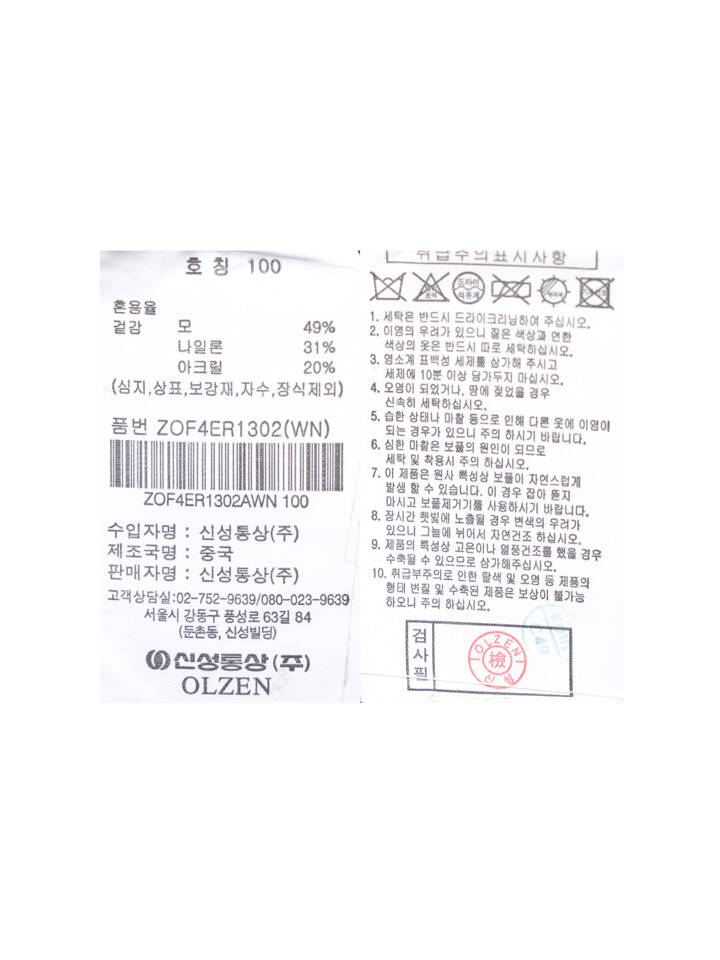 호 칭 100
혼용율
겉감 모 49%
나일론 31%
아크릴 20%
(심지,상표,보강재,자수,장식제외)
품번 ZOF4ER1302(WN)
ZOF4ER1302AWN 100
수입자명 : 신성통상(주)
제조국명 : 중국
판매자명 : 신성통상(주)
고객상담실:02-752-9639/080-023-9639
서울시 강동구 풍성로 63길 84
(둔촌동, 신성빌딩)
신성통상(주)
OLZEN
취급주의표시사항
드라이
석유계
1. 세탁은 반드시 드라이크리닝하여 주십시오.
2. 이염의 우려가 있으니 짙은 색상과 연한
색상의 옷은 반드시 따로 세탁하십시오.
3. 염소계 표백성 세제를 삼가해 주시고
세제에 10분 이상 담가두지 마십시오.
4. 오염이 되었거나, 땀에 젖었을 경우
신속히 세탁하십시오.
5. 습한 상태나 마찰 등으로 인해 다른 옷에 이염이
되는 경우가 있으니 주의 하시기 바랍니다.
6. 심한 마찰은 보풀의 원인이 되므로
세탁 및 착용시 주의 하십시오.
7. 이 제품은 원사 특성상 보풀이 자연스럽게
발생 할 수 있습니다. 이 경우 잡아 뜯지
마시고 보풀제거기를 사용하시기 바랍니다.
8. 장시간 햇빛에 노출될 경우 변색의 우려가
있으니 그늘에 뉘어서 자연건조 하십시오.
9. 제품의 특성상 고온이나 열풍건조를 했을 경우
수축될 수 있으므로 삼가해주십시오.
10. 취급부주의로 인한 탈색 및 오염 등 제품의
형태 변질 및 수축된 제품은 보상이 불가능
하오니 주의 하십시오.
검사필
OLZEN
檢
신성